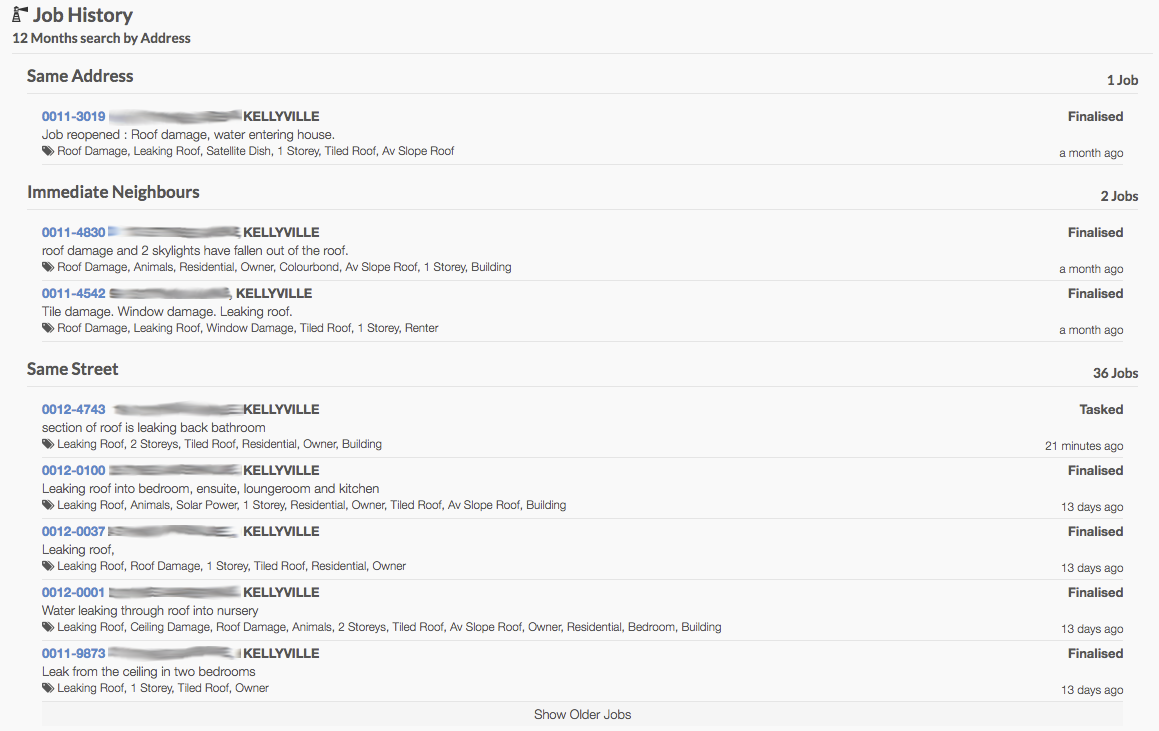 Job History
12 Months search by Address
Same Address
1 Job
0011-3019 KELLYVILLE
Finalised
Job reopened : Roof damage, water entering house.
Roof Damage, Leaking Roof, Satellite Dish, 1 Storey, Tiled Roof, Av Slope Roof
a month ago
Immediate Neighbours
2 Jobs
0011-4830 KELLYVILLE
Finalised
roof damage and 2 skylights have fallen out of the roof.
Roof Damage, Animals, Residential, Owner, Colourbond, Av Slope Roof, 1 Storey, Building
a month ago
0011-4542 , KELLYVILLE
Finalised
Tile damage. Window damage. Leaking roof.
Roof Damage, Leaking Roof, Window Damage, Tiled Roof, 1 Storey, Renter
a month ago
Same Street
36 Jobs
0012-4743 KELLYVILLE
Tasked
section of roof is leaking back bathroom
Leaking Roof, 2 Storeys, Tiled Roof, Residential, Owner, Building
21 minutes ago
0012-0100 KELLYVILLE
Finalised
Leaking roof into bedroom, ensuite, loungeroom and kitchen
Leaking Roof, Animals, Solar Power, 1 Storey, Residential, Owner, Tiled Roof, Av Slope Roof, Building
13 days ago
0012-0037 KELLYVILLE
Finalised
Leaking roof,
Leaking Roof, Roof Damage, 1 Storey, Tiled Roof, Residential, Owner
13 days ago
0012-0001 KELLYVILLE
Finalised
Water leaking through roof into nursery
Leaking Roof, Ceiling Damage, Roof Damage, Animals, 2 Storeys, Tiled Roof, Av Slope Roof, Owner, Residential, Bedroom, Building
13 days ago
0011-9873 KELLYVILLE
Finalised
Leak from the ceiling in two bedrooms
Leaking Roof, 1 Storey, Tiled Roof, Owner
13 days ago
Show Older Jobs